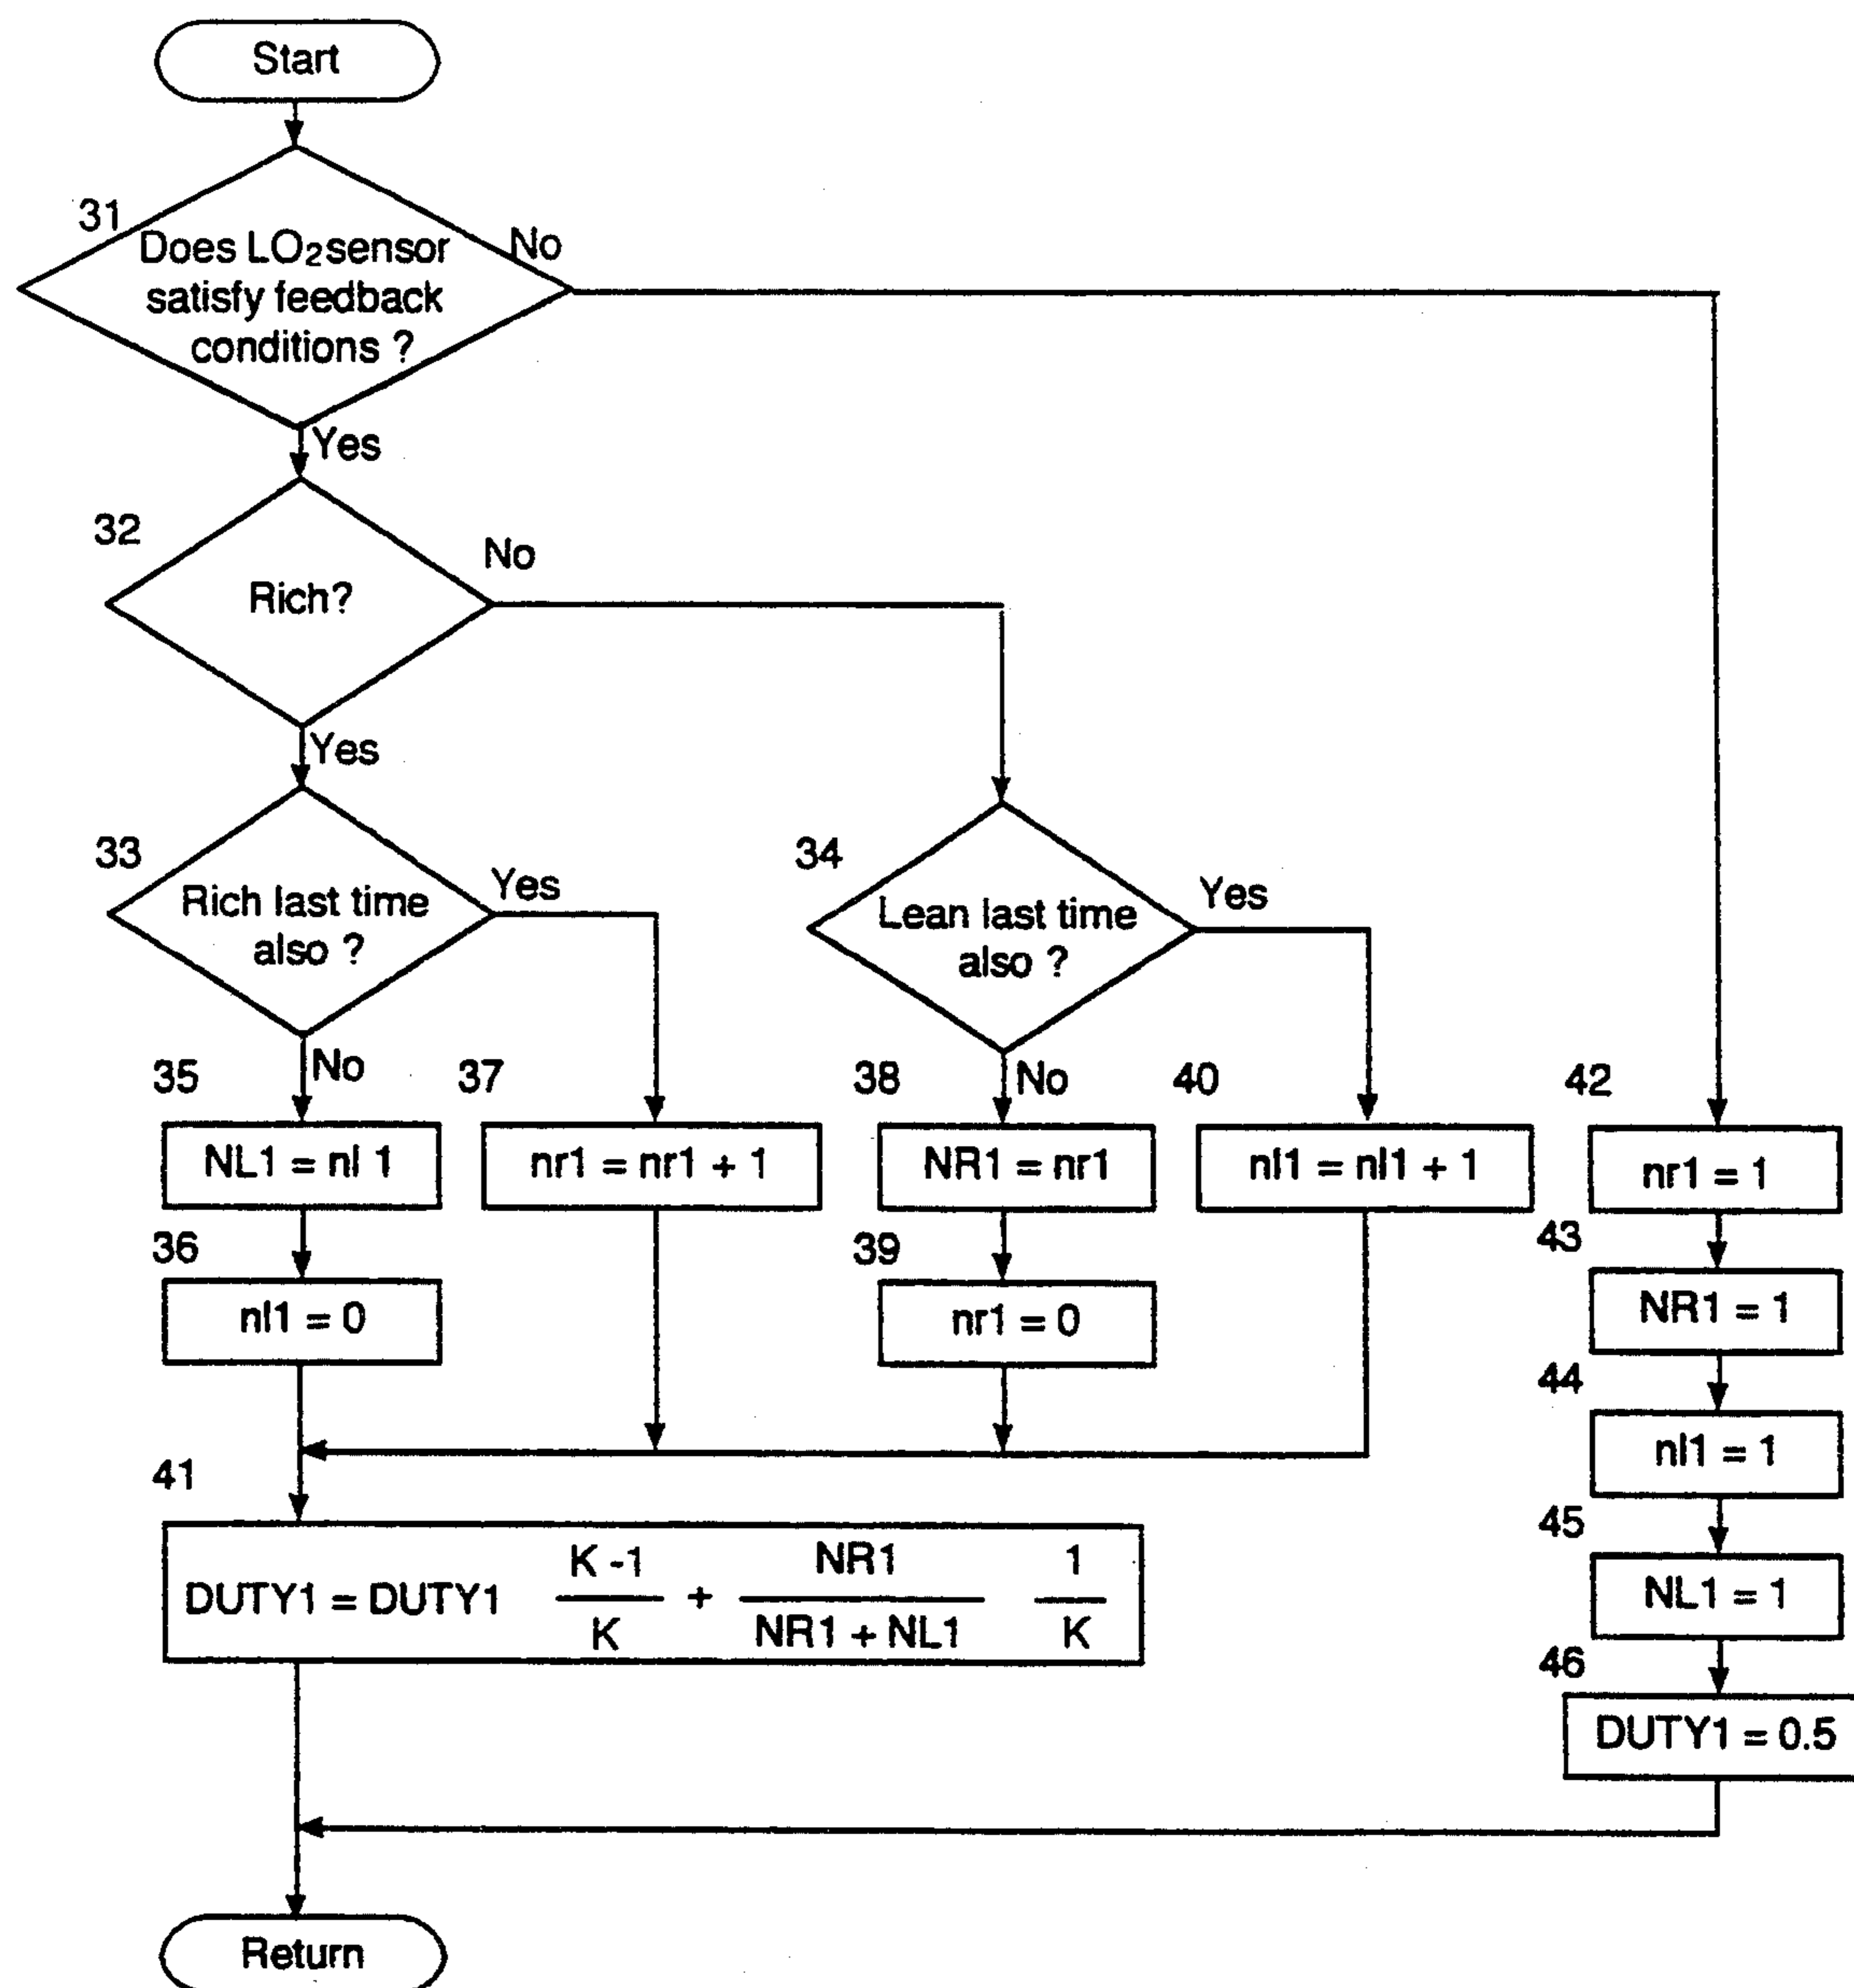 Start
31
Does LO₂sensor
satisfy feedback
conditions ?
No
Yes
32
Rich?
No
Yes
33
Rich last time
also ?
Yes
34
Lean last time
also ?
Yes
No
No
35
NL1 = nl 1
37
nr1 = nr1 + 1
38
NR1 = nr1
40
nl1 = nl1 + 1
42
nr1 = 1
36
nl1 = 0
39
nr1 = 0
43
NR1 = 1
44
nl1 = 1
41
DUTY1 = DUTY1 K -1 / K + NR1 / NR1 + NL1 1 / K
45
NL1 = 1
46
DUTY1 = 0.5
Return